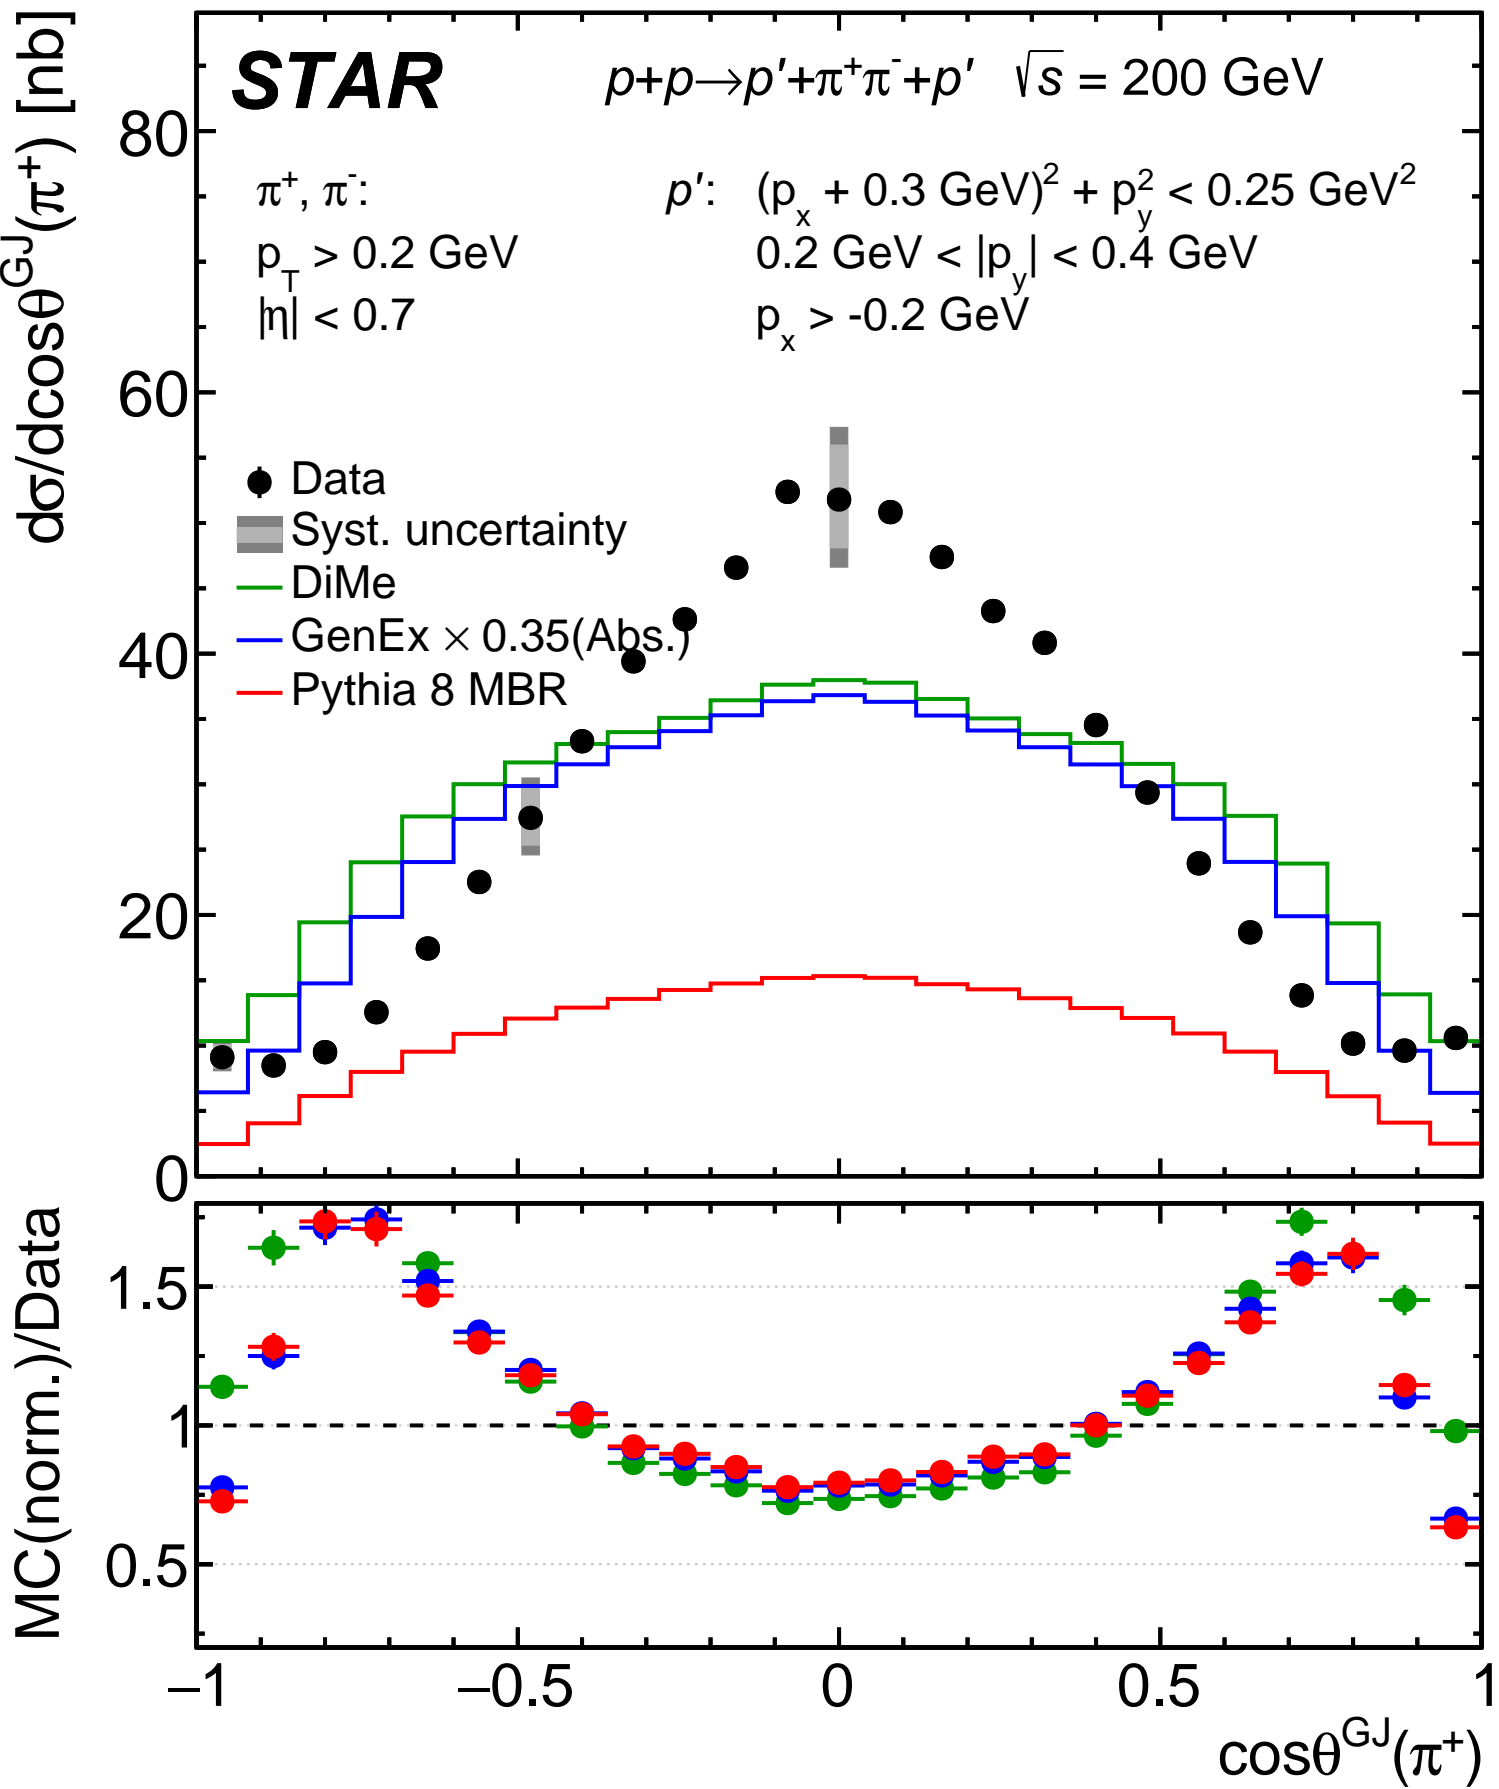 STAR p+p→p′+π⁺π⁻+p′ √s = 200 GeV
π⁺, π⁻: p′: (pₓ + 0.3 GeV)² + p_y² < 0.25 GeV²
p_T > 0.2 GeV 0.2 GeV < |p_y| < 0.4 GeV
|η| < 0.7 pₓ > -0.2 GeV
dσ/dcosθ^GJ(π⁺) [nb]
80
60
40
20
0
Data
Syst. uncertainty
DiMe
GenEx × 0.35(Abs.)
Pythia 8 MBR
MC(norm.)/Data
1.5
1
0.5
−1 −0.5 0 0.5 1
cosθ^GJ(π⁺)